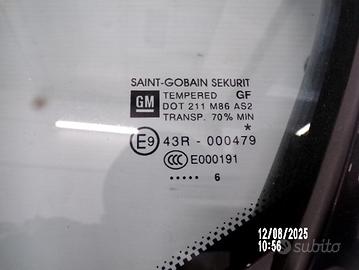 SAINT-GOBAIN SEKURIT
GM
TEMPERED GF
DOT 211 M86 AS2
TRANSP. 70% MIN
*
E9 43R - 000479
CCC E000191
••••• 6
12/08/2025
10:56
subito